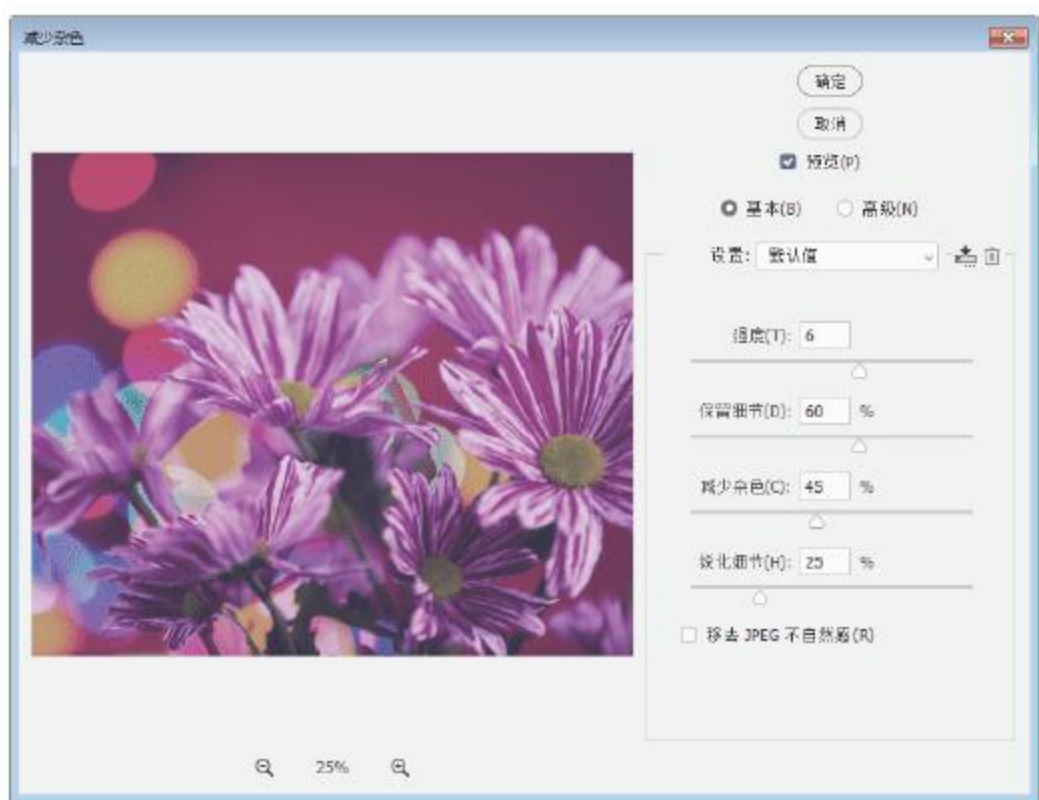 减少杂色
确定
取消
预览(P)
基本(B) 高级(N)
设置: 默认值
强度(T): 6
保留细节(D): 60 %
减少杂色(C): 45 %
锐化细节(H): 25 %
移去 JPEG 不自然感(R)
25%